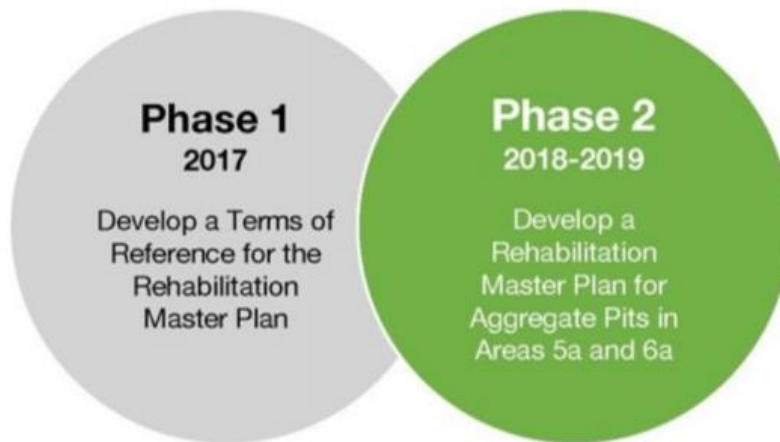 Phase 1
2017
Develop a Terms of
Reference for the
Rehabilitation
Master Plan
Phase 2
2018-2019
Develop a
Rehabilitation
Master Plan for
Aggregate Pits in
Areas 5a and 6a